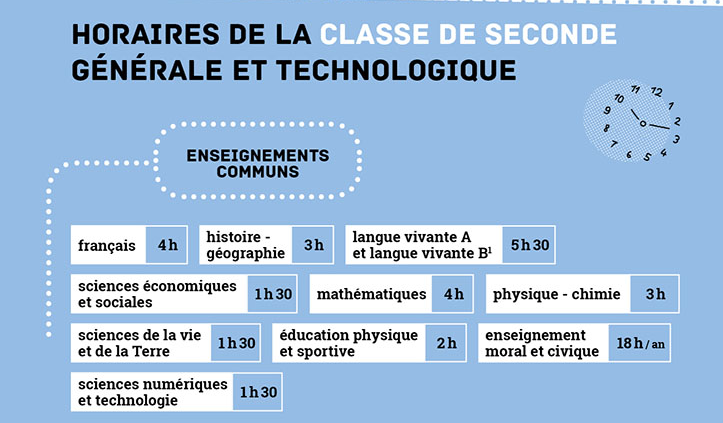 HORAIRES DE LA CLASSE DE SECONDE
GÉNÉRALE ET TECHNOLOGIQUE
11 12 1 2 3 4 5 6 7 8 9 10
ENSEIGNEMENTS
COMMUNS
français 4 h
histoire -
géographie 3 h
langue vivante A
et langue vivante B¹ 5 h 30
sciences économiques
et sociales 1 h 30
mathématiques 4 h
physique - chimie 3 h
sciences de la vie
et de la Terre 1 h 30
éducation physique
et sportive 2 h
enseignement
moral et civique 18 h / an
sciences numériques
et technologie 1 h 30